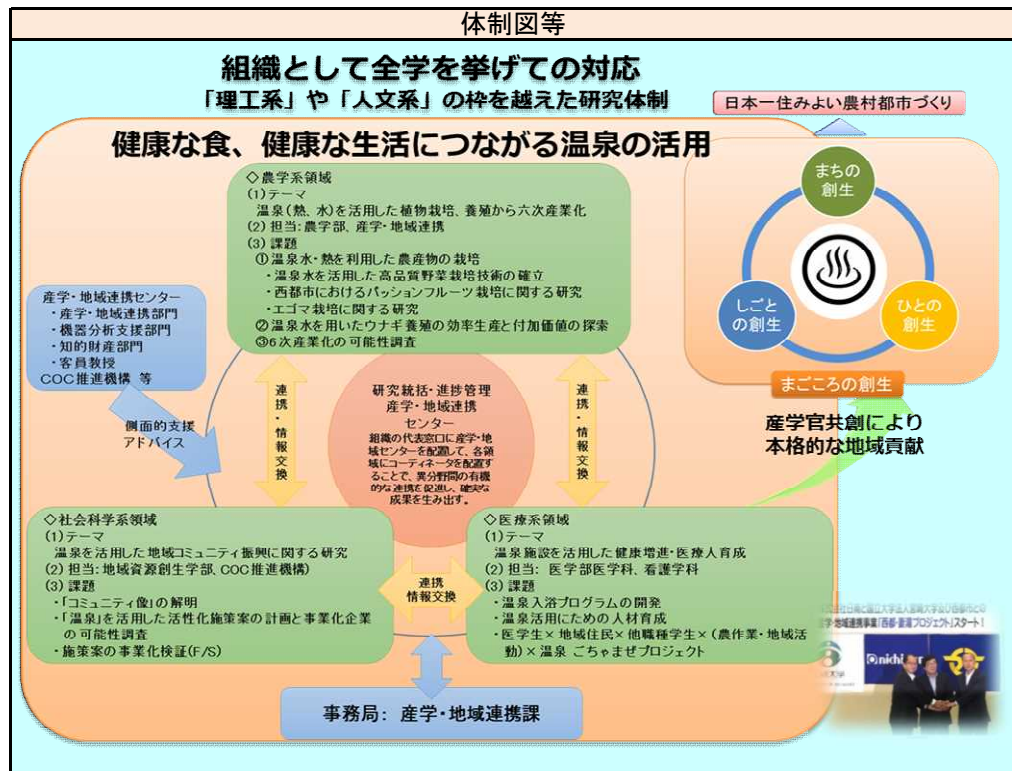 体制図等
組織として全学を挙げての対応
「理工系」や「人文系」の枠を越えた研究体制
日本一住みよい農村都市づくり
健康な食、健康な生活につながる温泉の活用
◇農学系領域
(1)テーマ
温泉(熱、水)を活用した植物栽培、養殖から六次産業化
(2) 担当:農学部、産学・地域連携
(3) 課題
①温泉水・熱を利用した農産物の栽培
・温泉水を活用した高品質野菜栽培技術の確立
・西都市におけるパッションフルーツ栽培に関する研究
・エゴマ栽培に関する研究
②温泉水を用いたウナギ養殖の効率生産と付加価値の探索
③6次産業化の可能性調査
まちの
創生
しごと
の創生
ひとの
創生
まごころの創生
産学官共創により
本格的な地域貢献
産学・地域連携センター
・産学・地域連携部門
・機器分析支援部門
・知的財産部門
・客員教授
COC推進機構 等
側面的支援
アドバイス
連携・情報交換
研究統括・進捗管理
産学・地域連携
センター
組織の代表窓口に産学・地
域センターを配置して、各領
域にコーディネータを配置す
ることで、異分野間の有機
的な連携を促進し、確実な
成果を生み出す。
連携・情報交換
◇社会科学系領域
(1)テーマ
温泉を活用した地域コミュニティ振興に関する研究
(2) 担当:地域資源創生学部、COC推進機構)
(3) 課題
・「コミュニティ像」の解明
・「温泉」を活用した活性化施策案の計画と事業化企業
の可能性調査
・施策案の事業化検証(F/S)
連携
情報交換
◇医療系領域
(1)テーマ
温泉施設を活用した健康増進・医療人育成
(2) 担当: 医学部医学科、看護学科
(3) 課題
・温泉入浴プログラムの開発
・温泉活用にための人材育成
・医学生×地域住民×他職種学生×(農作業・地域活
動)×温泉 ごちゃまぜプロジェクト
事務局: 産学・地域連携課